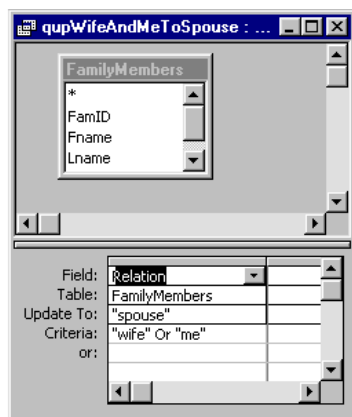 qupWifeAndMeToSpouse : ...
FamilyMembers
*
FamID
Fname
Lname
Field: Relation
Table: FamilyMembers
Update To: "spouse"
Criteria: "wife" Or "me"
or: